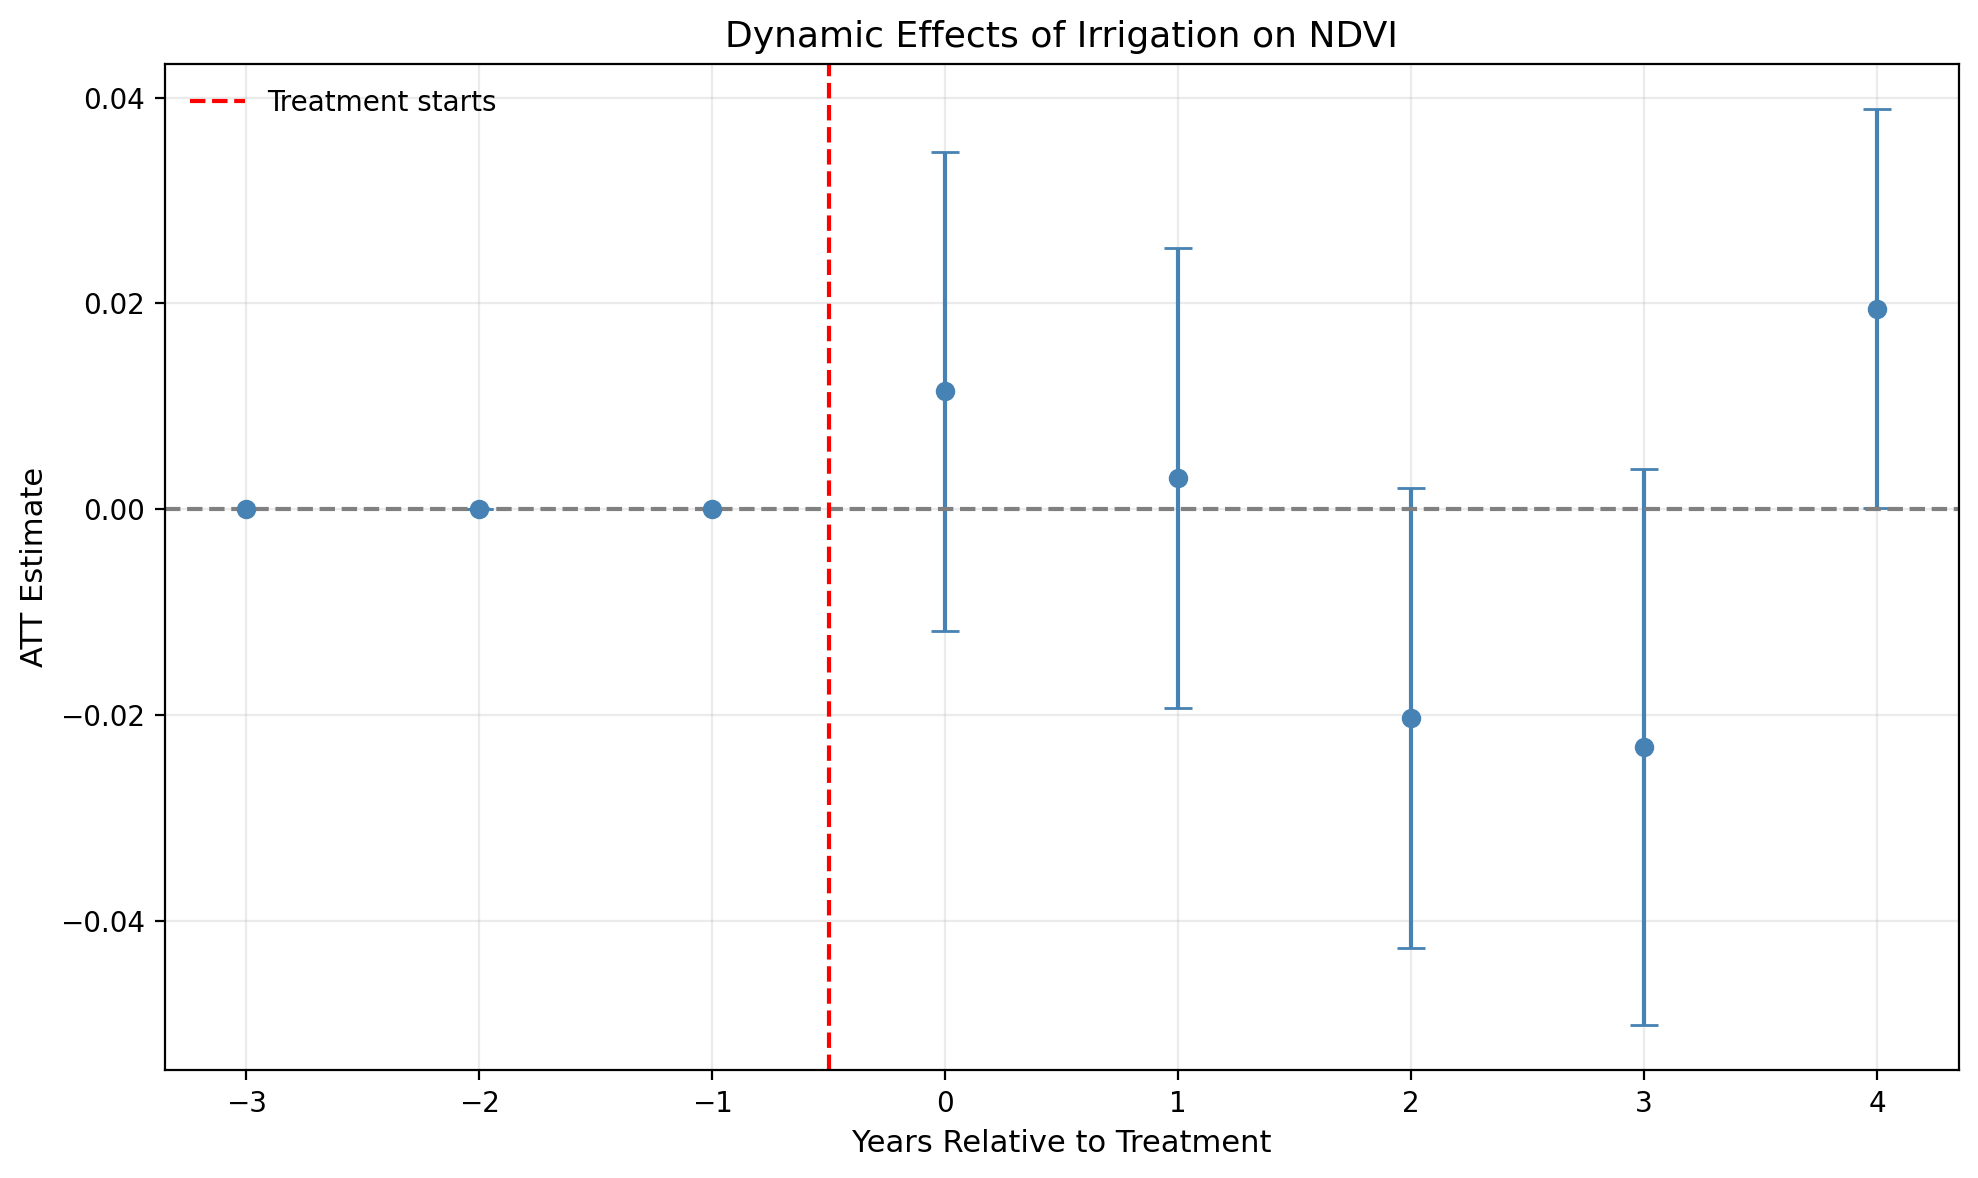 Dynamic Effects of Irrigation on NDVI
Treatment starts
ATT Estimate
0.04
0.02
0.00
−0.02
−0.04
−3 −2 −1 0 1 2 3 4
Years Relative to Treatment